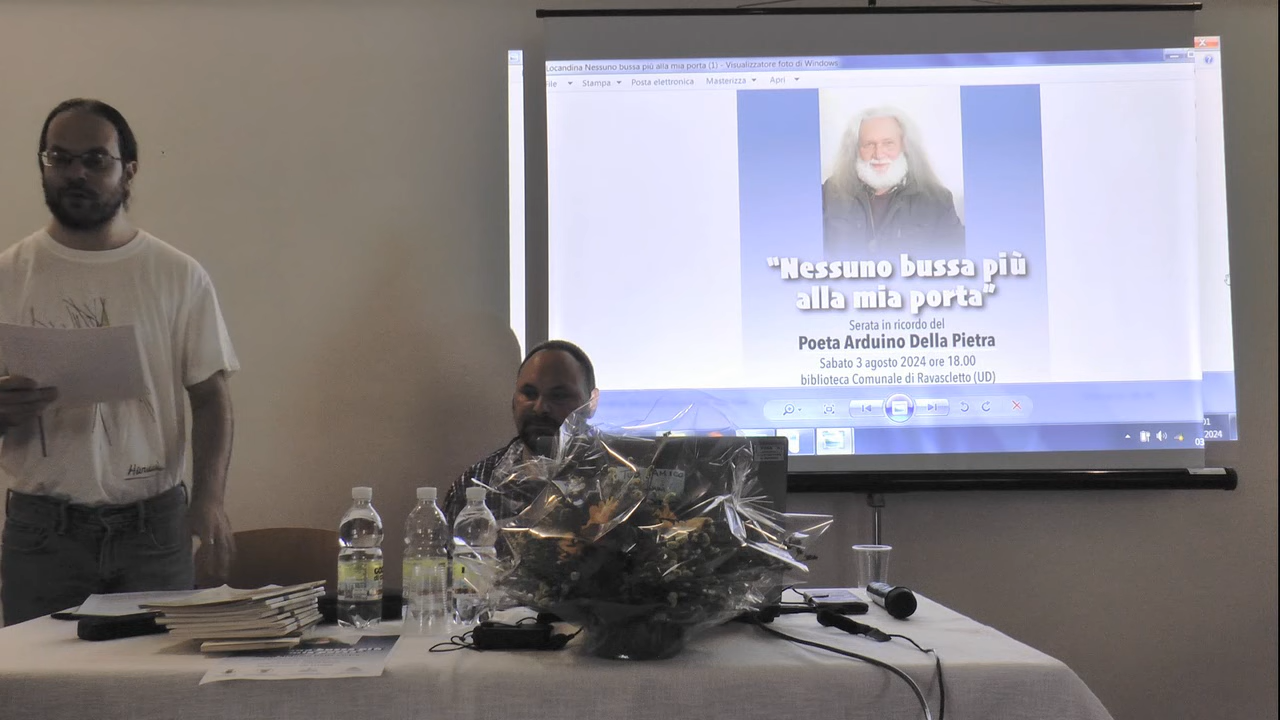 Locandina Nessuno bussa più alla mia porta (1) - Visualizzatore foto di Windows
File Stampa Posta elettronica Masterizza Apri
"Nessuno bussa più
alla mia porta"
Serata in ricordo del
Poeta Arduino Della Pietra
Sabato 3 agosto 2024 ore 18.00
biblioteca Comunale di Ravascletto (UD)
2024